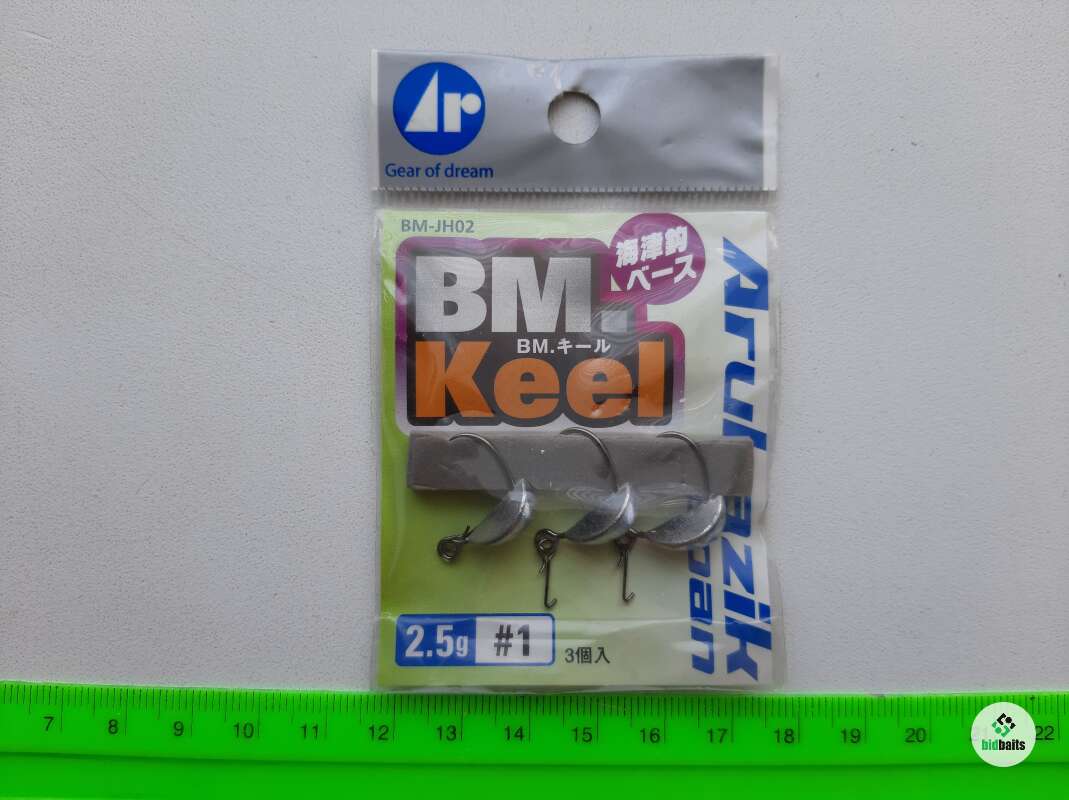 Ar
Gear of dream
BM-JH02
海津鈎
ベース
BM.
BM.キール
Keel
Arukazik
Japan
2.5g #1
3個入
7 8 9 10 11 12 13 14 15 16 17 18 19 20 21 22
bidbaits